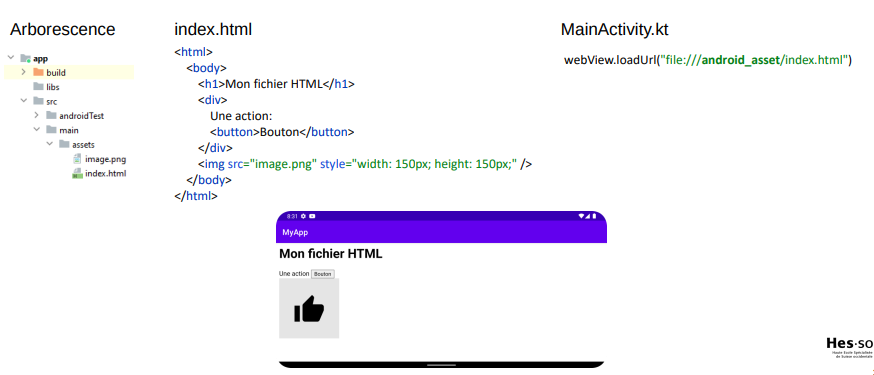 Arborescence
app
build
libs
src
androidTest
main
assets
image.png
index.html
index.html
<html>
<body>
<h1>Mon fichier HTML</h1>
<div>
Une action:
<button>Bouton</button>
</div>
<img src="image.png" style="width: 150px; height: 150px;" />
</body>
</html>
MainActivity.kt
webView.loadUrl("file:///android_asset/index.html")
8:31
MyApp
Mon fichier HTML
Une action Bouton
Hes·so
Haute Ecole Spécialisée
de Suisse occidentale